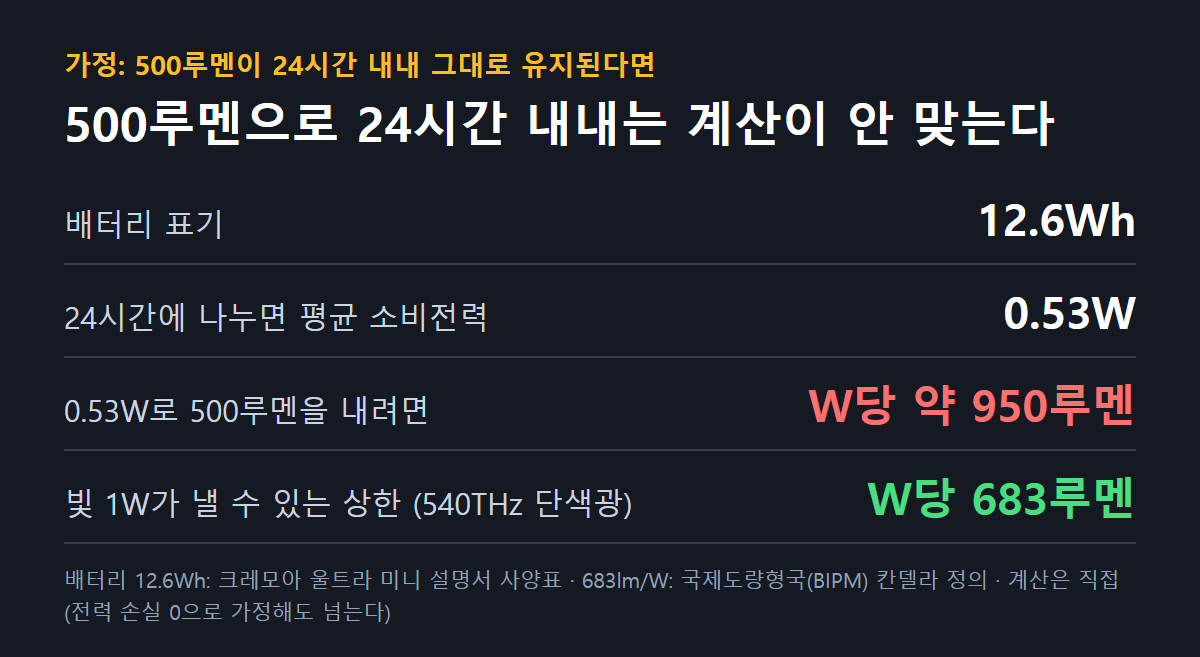 가정: 500루멘이 24시간 내내 그대로 유지된다면
500루멘으로 24시간 내내는 계산이 안 맞는다
배터리 표기 12.6Wh
24시간에 나누면 평균 소비전력 0.53W
0.53W로 500루멘을 내려면 W당 약 950루멘
빛 1W가 낼 수 있는 상한 (540THz 단색광) W당 683루멘
배터리 12.6Wh: 크레모아 울트라 미니 설명서 사양표 · 683lm/W: 국제도량형국(BIPM) 칸델라 정의 · 계산은 직접
(전력 손실 0으로 가정해도 넘는다)